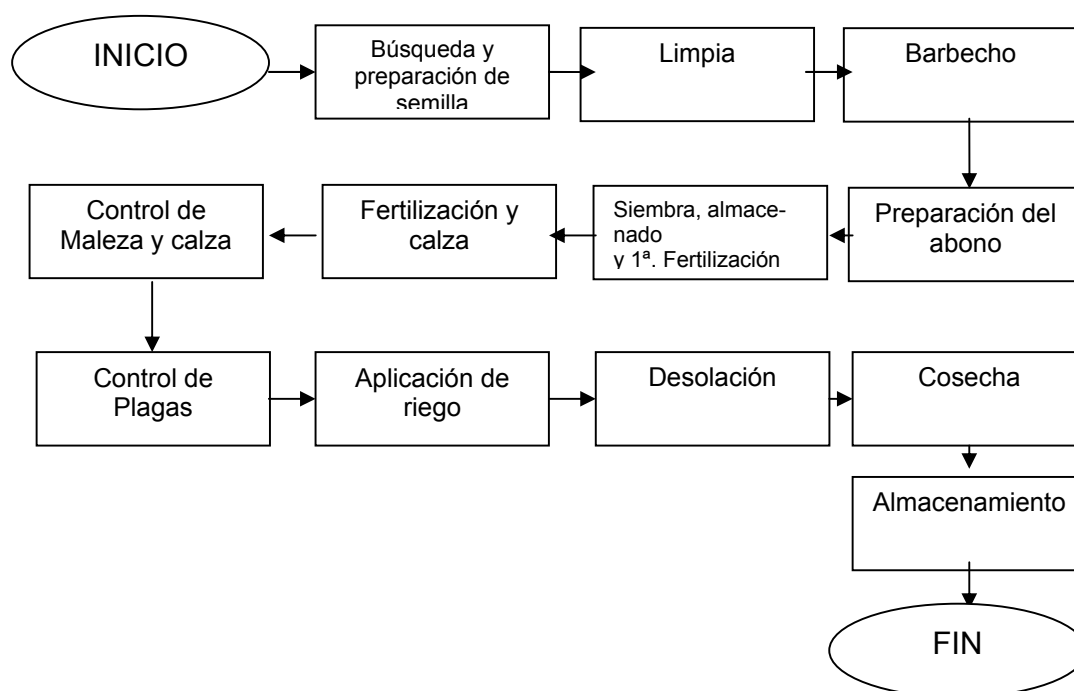 INICIO
Búsqueda y
preparación de
semilla
Limpia
Barbecho
Preparación del
abono
Siembra, almace-
nado
y 1ª. Fertilización
Fertilización y
calza
Control de
Maleza y calza
Control de
Plagas
Aplicación de
riego
Desolación
Cosecha
Almacenamiento
FIN